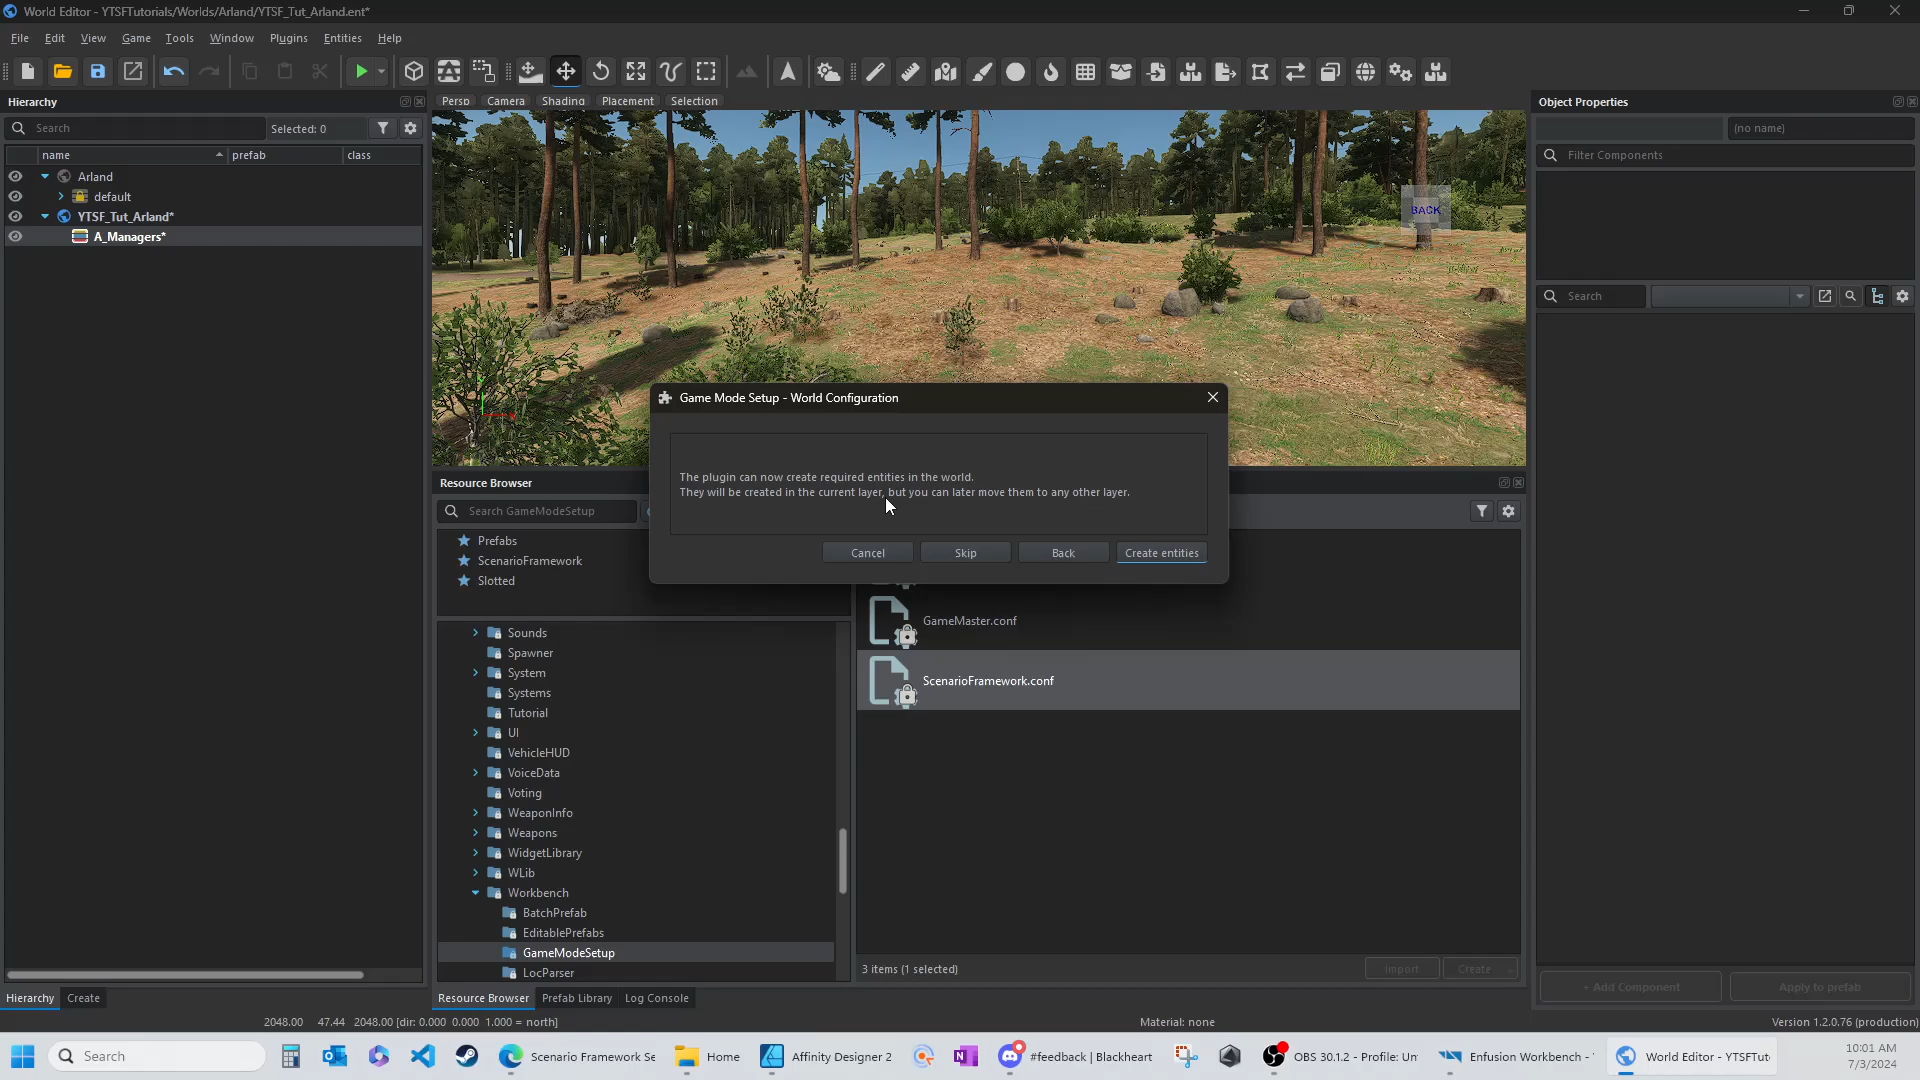 World Editor - YTSFTutorials/Worlds/Arland/YTSF_Tut_Arland.ent*
File Edit View Game Tools Window Plugins Entities Help
Hierarchy
Persp Camera Shading Placement Selection
Object Properties
Search
Selected: 0
(no name)
name prefab class
Filter Components
Arland
default
YTSF_Tut_Arland*
A_Managers*
BACK
Search
Game Mode Setup - World Configuration
The plugin can now create required entities in the world.
They will be created in the current layer, but you can later move them to any other layer.
Cancel Skip Back Create entities
Resource Browser
Search GameModeSetup
Prefabs
ScenarioFramework
Slotted
Sounds
Spawner
System
Systems
Tutorial
UI
VehicleHUD
VoiceData
Voting
WeaponInfo
Weapons
WidgetLibrary
WLib
Workbench
BatchPrefab
EditablePrefabs
GameModeSetup
LocParser
GameMaster.conf
ScenarioFramework.conf
3 items (1 selected)
Import Create
+ Add Component Apply to prefab
Hierarchy Create
Resource Browser Prefab Library Log Console
2048.00 47.44 2048.00 [dir: 0.000 0.000 1.000 = north]
Material: none
Version 1.2.0.76 (production)
Search
Scenario Framework Se
Home
Affinity Designer 2
#feedback | Blackheart
OBS 30.1.2 - Profile: Un
Enfusion Workbench -
World Editor - YTSFTut
10:01 AM
7/3/2024